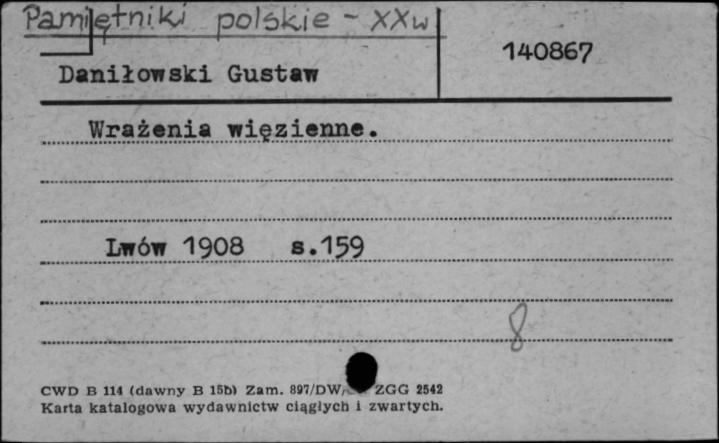 Pamiętniki polskie - XXw
140867
Daniłowski Gustaw
Wrażenia więzienne.
Lwów 1908 s.159
8
CWD B 114 (dawny B 15b) Zam. 897/DW/ ZGG 2542
Karta katalogowa wydawnictw ciągłych i zwartych.